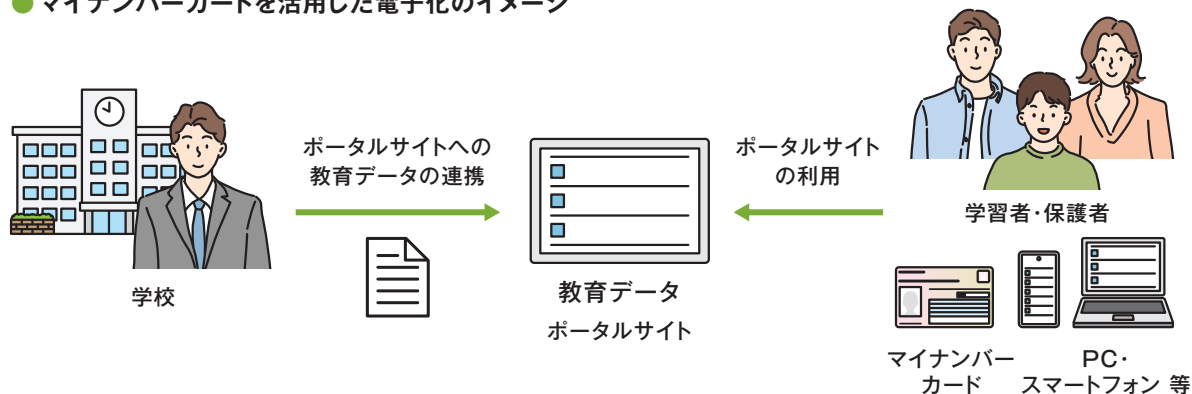 ● マイナンバーカードを活用した電子化のイメージ
ポータルサイトへの
教育データの連携
ポータルサイト
の利用
学校
教育データ
ポータルサイト
学習者・保護者
マイナンバー
カード
PC・
スマートフォン 等